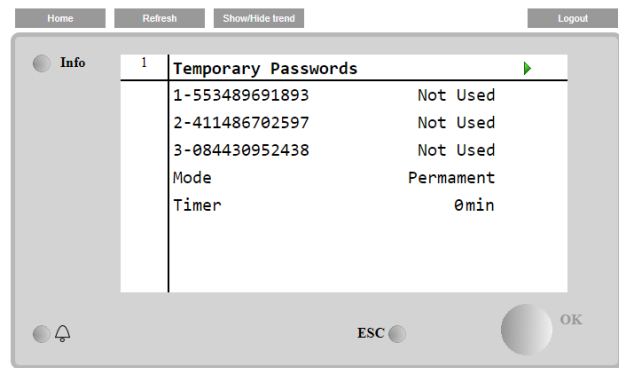 Home Refresh Show/Hide trend Logout
Info 1 Temporary Passwords
1-553489691893 Not Used
2-411486702597 Not Used
3-084430952438 Not Used
Mode Permament
Timer 0min
ESC OK